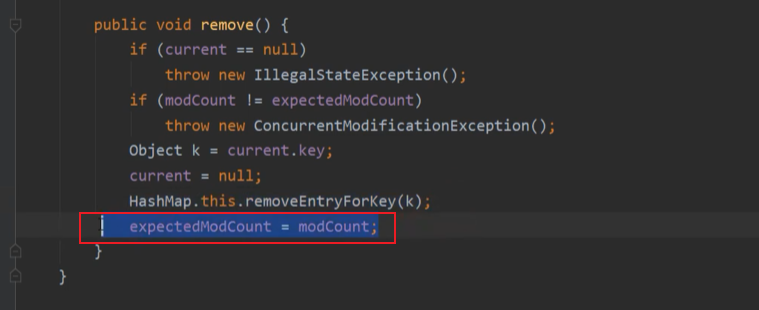 public void remove() {
if (current == null)
throw new IllegalStateException();
if (modCount != expectedModCount)
throw new ConcurrentModificationException();
Object k = current.key;
current = null;
HashMap.this.removeEntryForKey(k);
expectedModCount = modCount;
}
}